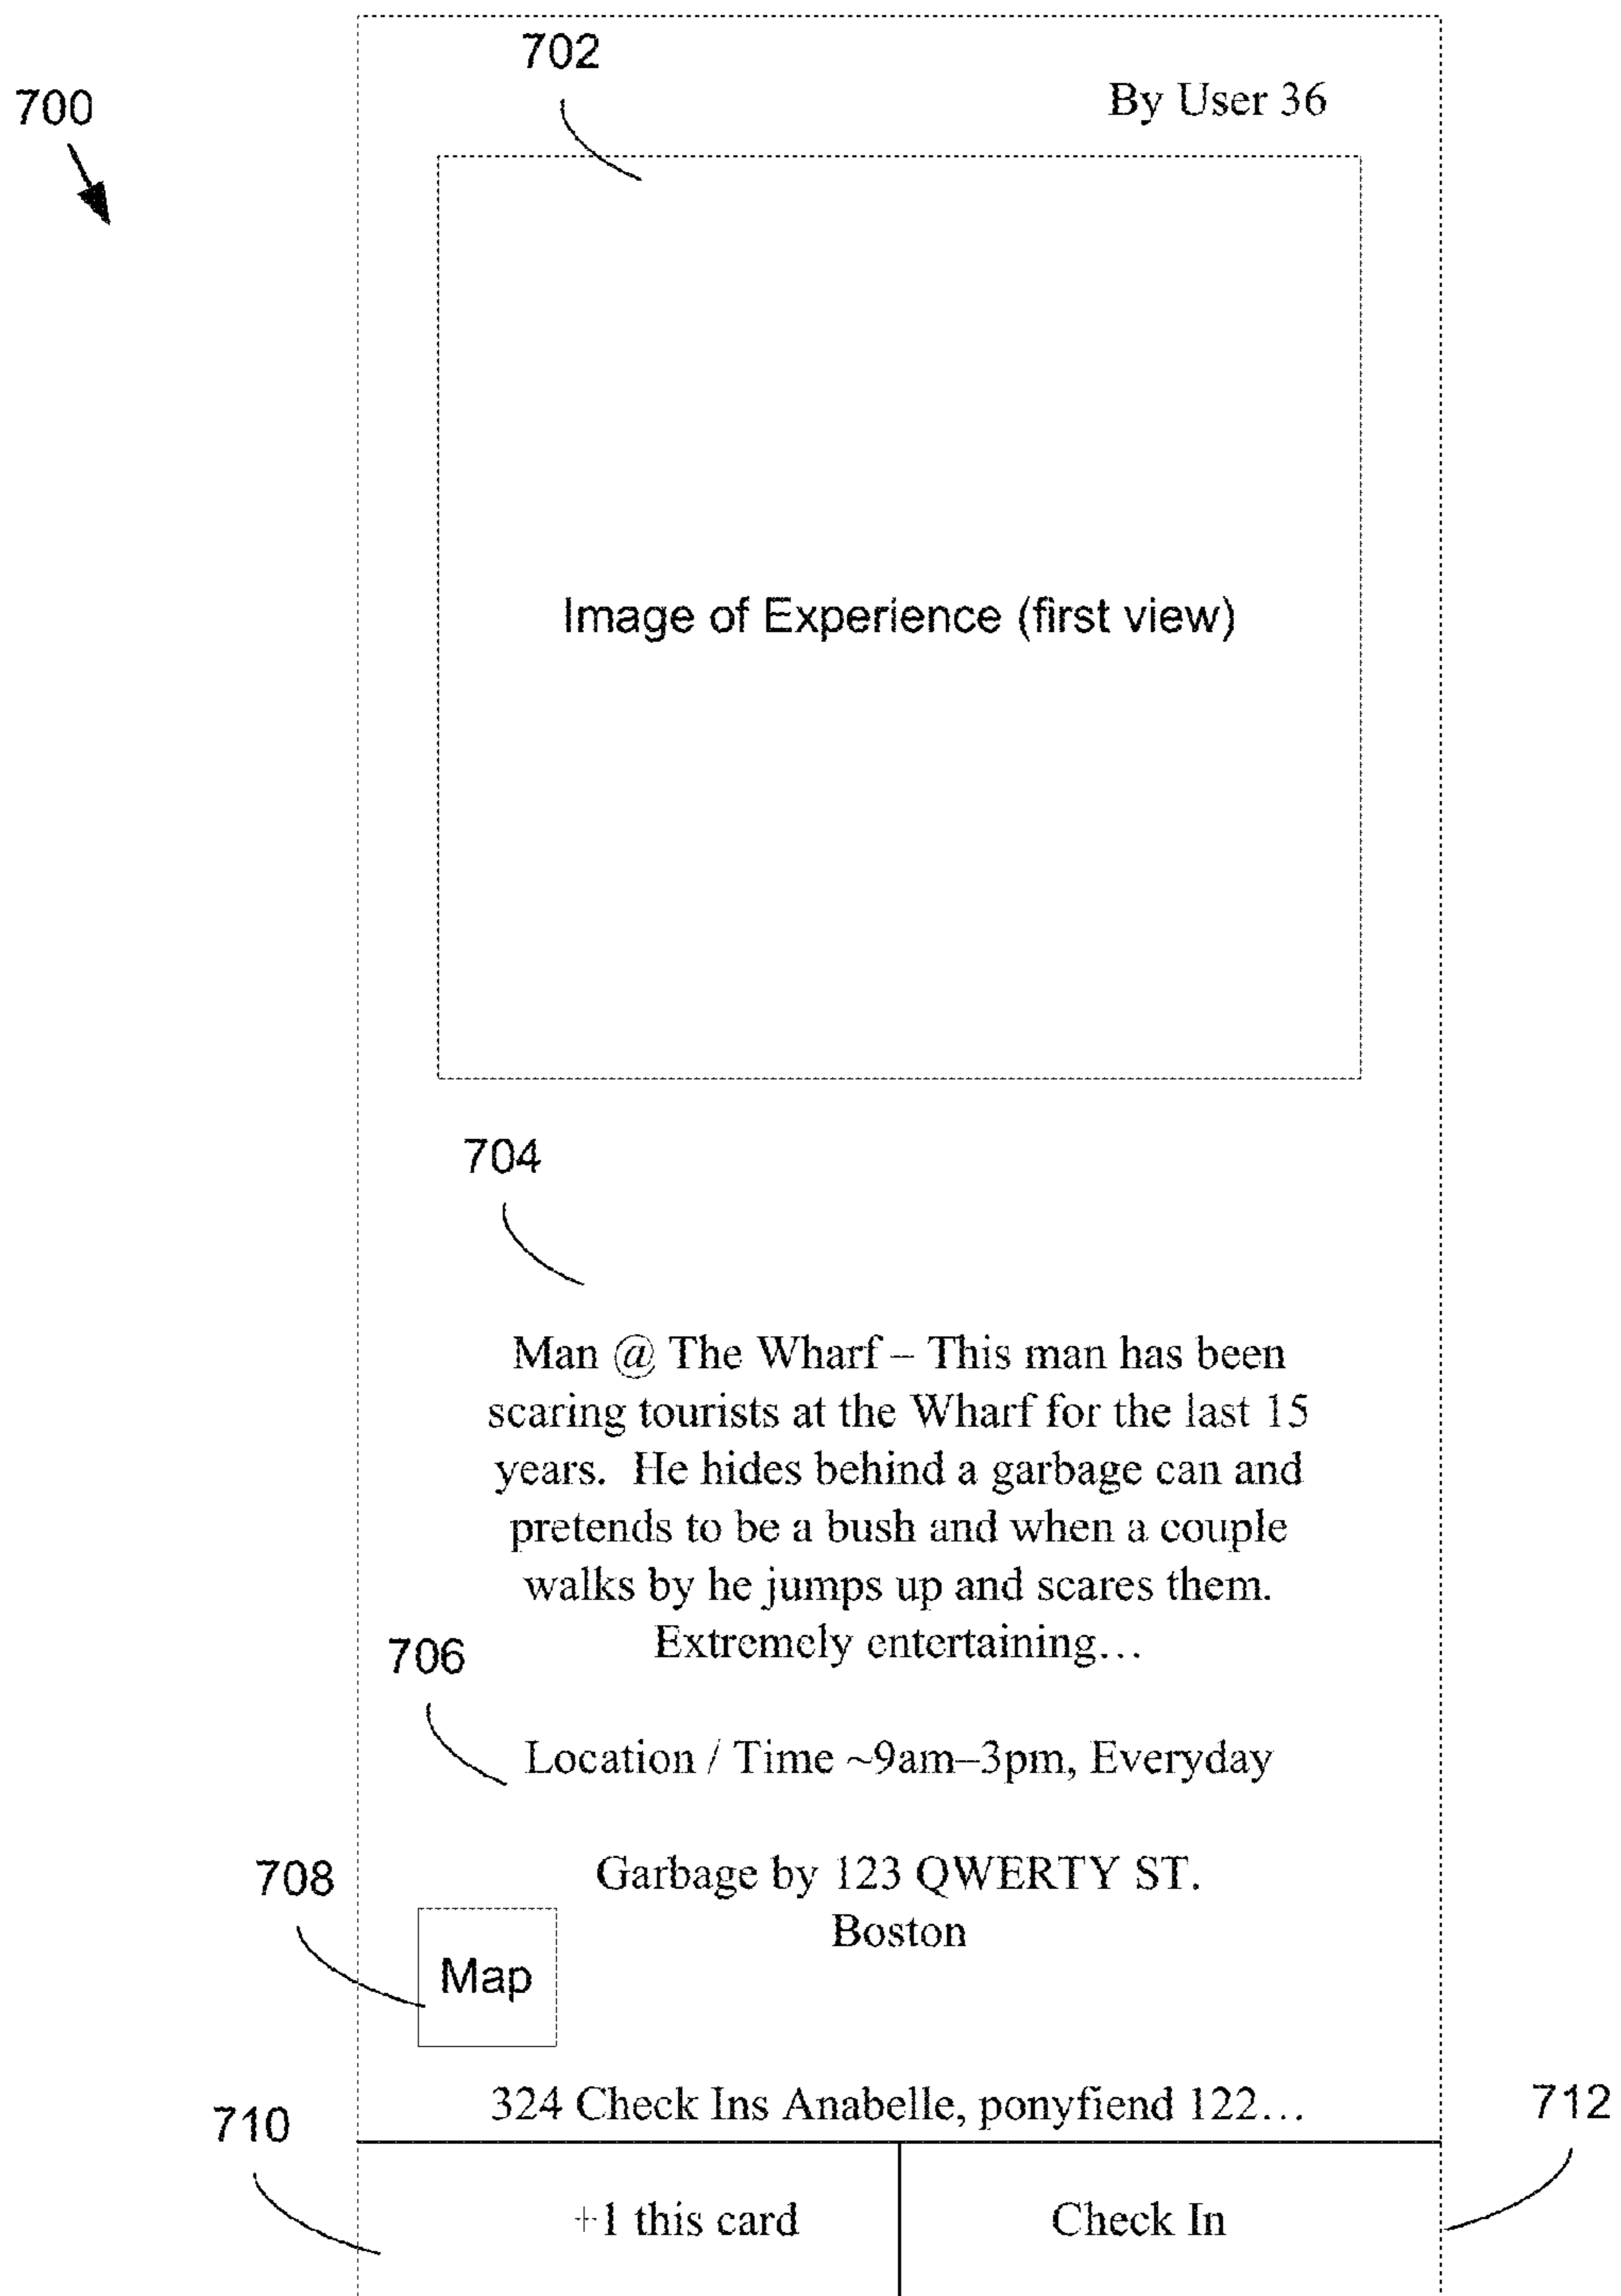 702
By User 36
700
Image of Experience (first view)
704
Man @ The Wharf – This man has been
scaring tourists at the Wharf for the last 15
years.  He hides behind a garbage can and
pretends to be a bush and when a couple
walks by he jumps up and scares them.
Extremely entertaining…
706
Location / Time ~9am–3pm, Everyday
708
Garbage by 123 QWERTY ST.
Boston
Map
324 Check Ins Anabelle, ponyfiend 122…
710
712
+1 this card
Check In